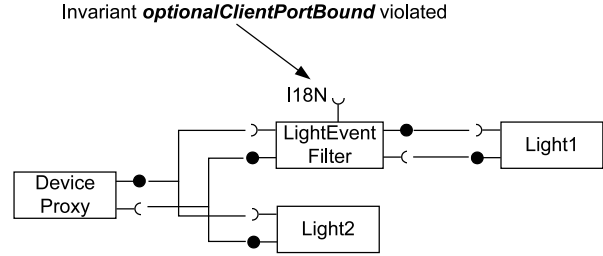 Invariant optionalClientPortBound violated
I18N
LightEvent
Filter
Light1
Device
Proxy
Light2